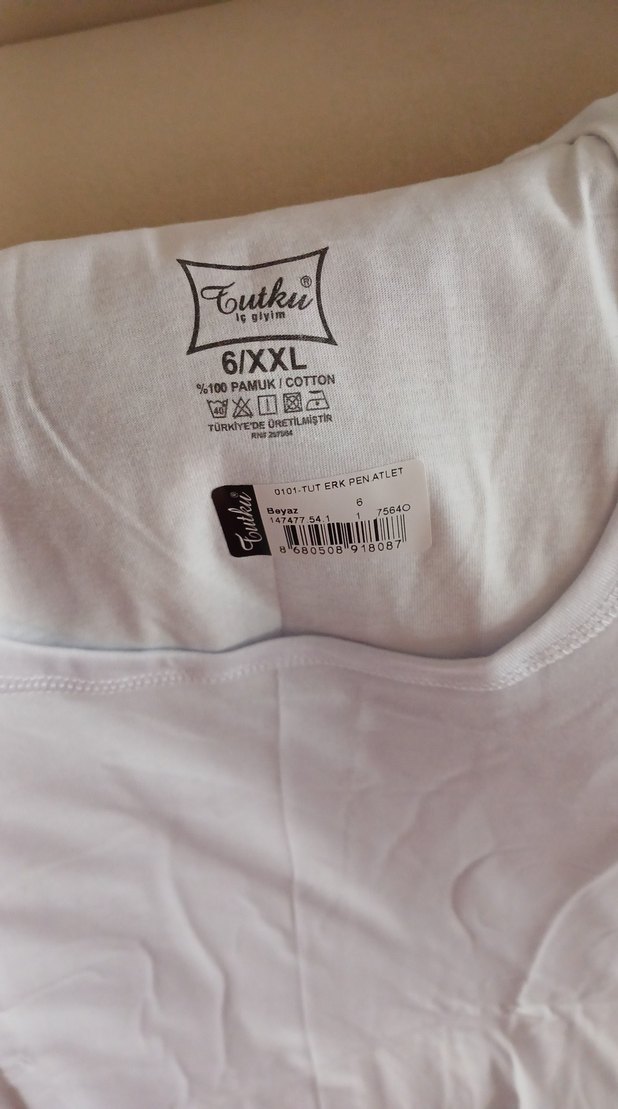 Tutku®
iç giyim
6/XXL
%100 PAMUK / COTTON
40
TÜRKİYE'DE ÜRETİLMİŞTİR
Tutku
0101-TUT ERK PEN ATLET
Beyaz 6
147477.54.1 1 7564O
8 680508 918087